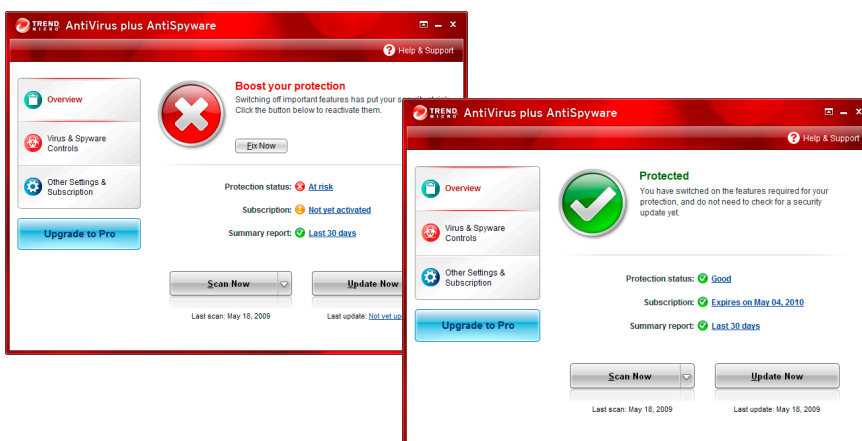 TREND MICRO AntiVirus plus AntiSpyware
Help & Support
Overview
Virus & Spyware
Controls
Other Settings &
Subscription
Upgrade to Pro
Boost your protection
Switching off important features has put your security at risk.
Click the button below to reactivate them.
Fix Now
Protection status: At risk
Subscription: Not yet activated
Summary report: Last 30 days
Scan Now
Update Now
Last scan: May 18, 2009
Last update: Not yet up
TREND MICRO AntiVirus plus AntiSpyware
Help & Support
Overview
Virus & Spyware
Controls
Other Settings &
Subscription
Upgrade to Pro
Protected
You have switched on the features required for your
protection, and do not need to check for a security
update yet.
Protection status: Good
Subscription: Expires on May 04, 2010
Summary report: Last 30 days
Scan Now
Update Now
Last scan: May 18, 2009
Last update: May 18, 2009